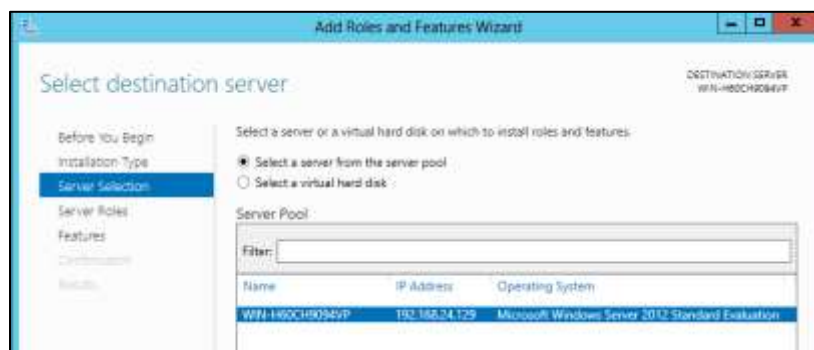 Add Roles and Features Wizard
Select destination server
DESTINATION SERVER
WIN-H60CH9094VP
Before You Begin
Installation Type
Server Selection
Server Roles
Features
Confirmation
Results
Select a server or a virtual hard disk on which to install roles and features.
Select a server from the server pool
Select a virtual hard disk
Server Pool
Filter:
Name IP Address Operating System
WIN-H60CH9094VP 192.168.24.129 Microsoft Windows Server 2012 Standard Evaluation